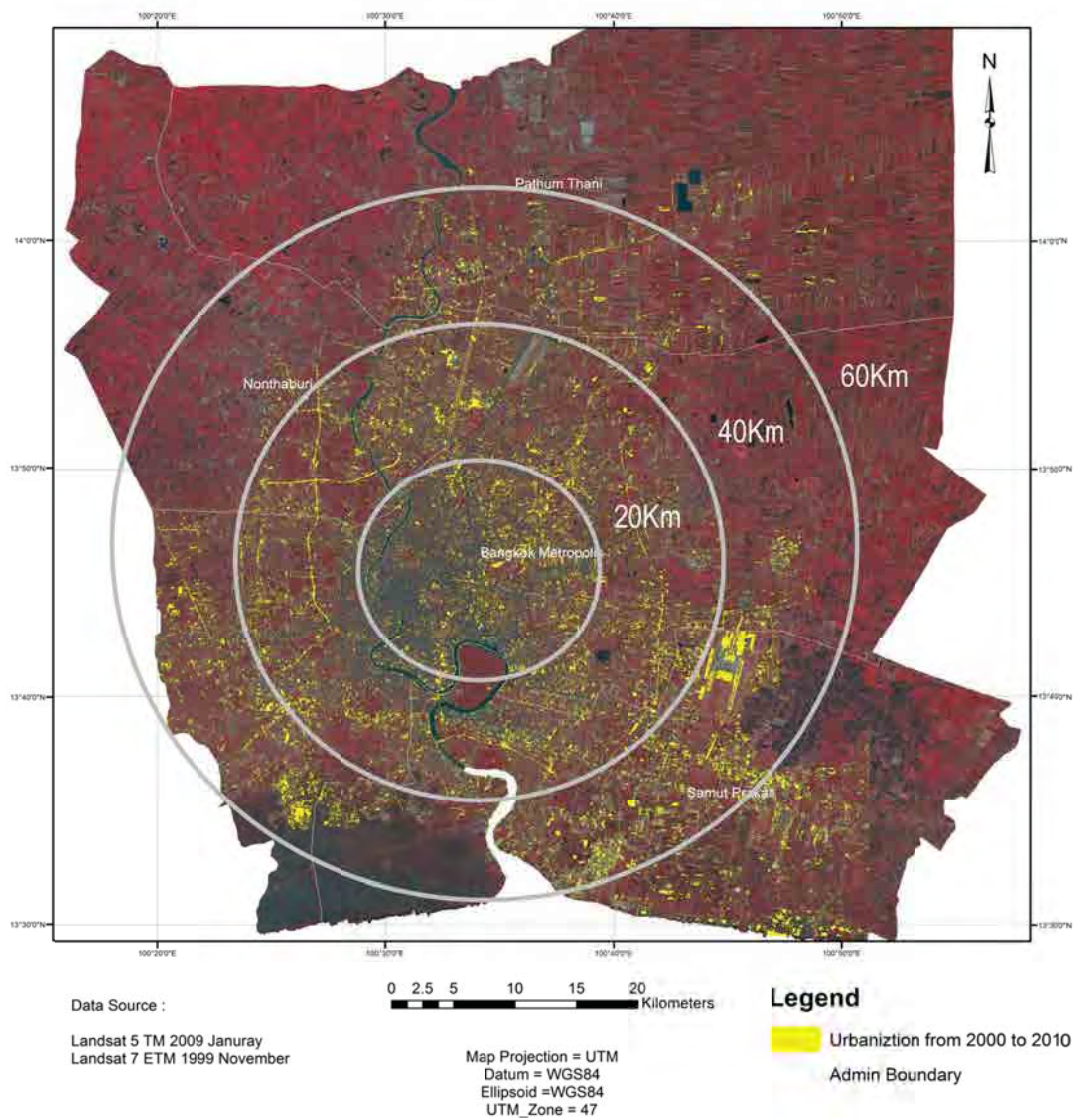 100°20'0"E 100°30'0"E 100°40'0"E 100°50'0"E
N
Pathum Thani
14°0'0"N 14°0'0"N
60Km
Nonthaburi
40Km
13°50'0"N 13°50'0"N
20Km
Bangkok Metropolis
13°40'0"N 13°40'0"N
Samut Prakan
13°30'0"N 13°30'0"N
100°20'0"E 100°30'0"E 100°40'0"E 100°50'0"E
Data Source :
Landsat 5 TM 2009 Januray
Landsat 7 ETM 1999 November
0 2.5 5 10 15 20
Kilometers
Map Projection = UTM
Datum = WGS84
Ellipsoid =WGS84
UTM_Zone = 47
Legend
Urbaniztion from 2000 to 2010
Admin Boundary